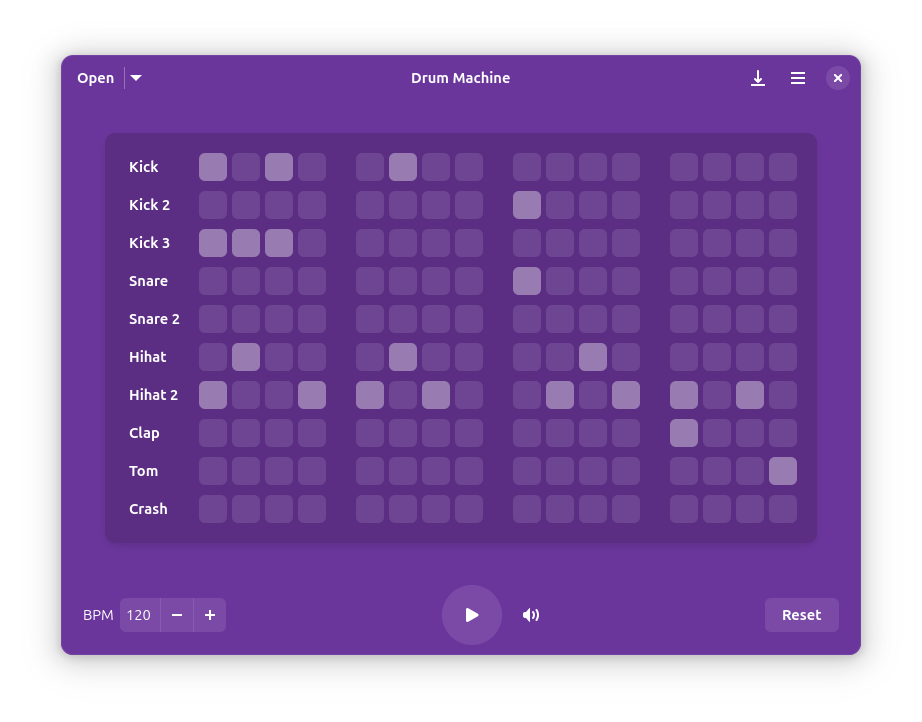 Open
Drum Machine
Kick
Kick 2
Kick 3
Snare
Snare 2
Hihat
Hihat 2
Clap
Tom
Crash
BPM 120 − +
Reset